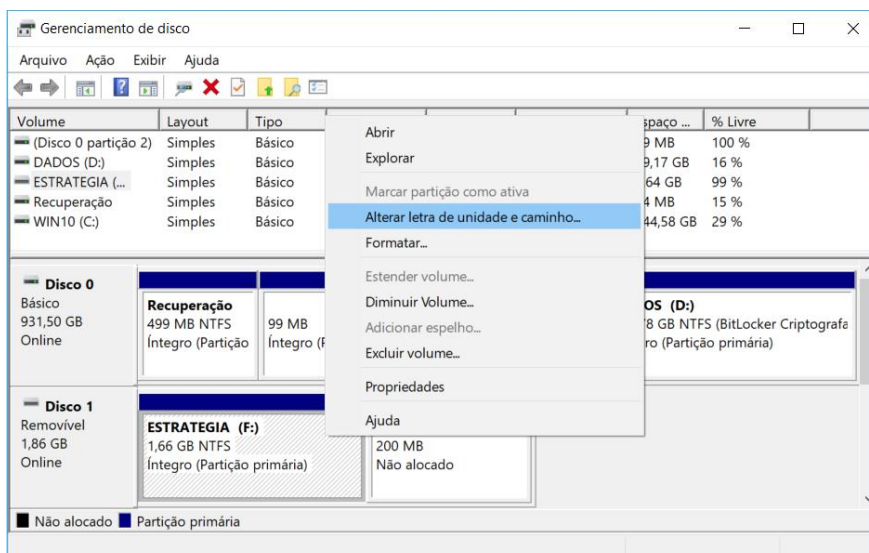 Gerenciamento de disco
Arquivo Ação Exibir Ajuda
Volume Layout Tipo spaço ... % Livre
(Disco 0 partição 2) Simples Básico 9 MB 100 %
DADOS (D:) Simples Básico 9,17 GB 16 %
ESTRATEGIA (... Simples Básico 64 GB 99 %
Recuperação Simples Básico 4 MB 15 %
WIN10 (C:) Simples Básico 44,58 GB 29 %
Abrir
Explorar
Marcar partição como ativa
Alterar letra de unidade e caminho...
Formatar...
Estender volume...
Diminuir Volume...
Adicionar espelho...
Excluir volume...
Propriedades
Ajuda
Disco 0
Básico
931,50 GB
Online
Recuperação
499 MB NTFS
Íntegro (Partição
99 MB
Íntegro (P
OS (D:)
8 GB NTFS (BitLocker Criptografa
ro (Partição primária)
Disco 1
Removível
1,86 GB
Online
ESTRATEGIA (F:)
1,66 GB NTFS
Íntegro (Partição primária)
200 MB
Não alocado
Não alocado Partição primária